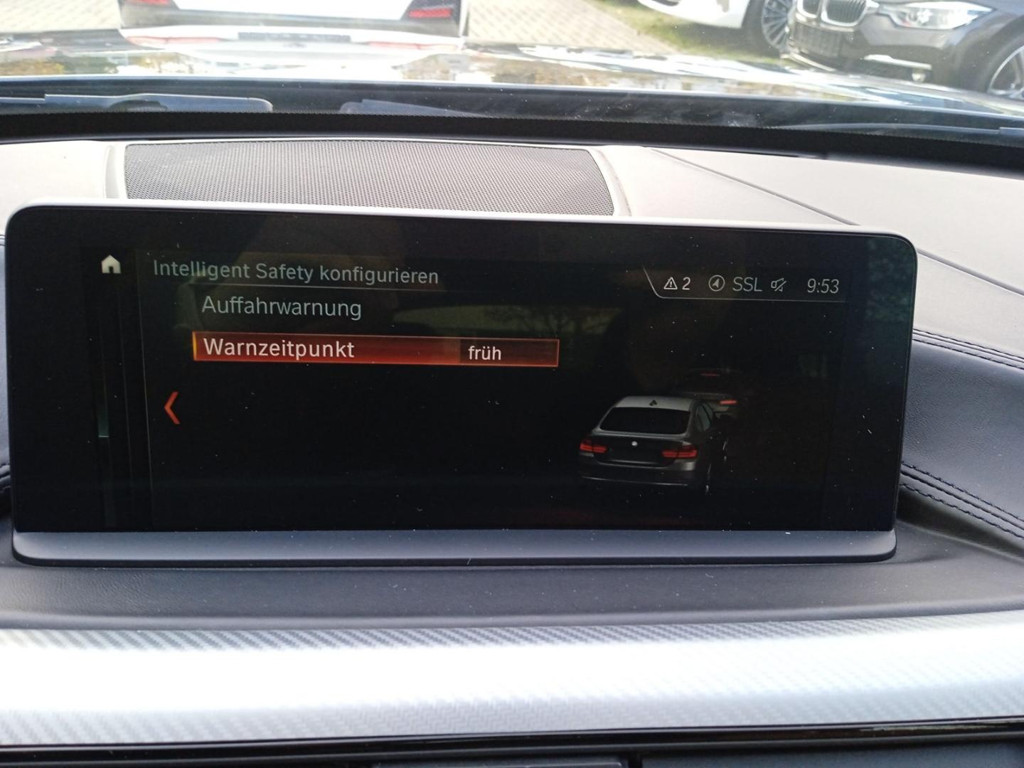 Intelligent Safety konfigurieren
2 SSL 9:53
Auffahrwarnung
Warnzeitpunkt früh